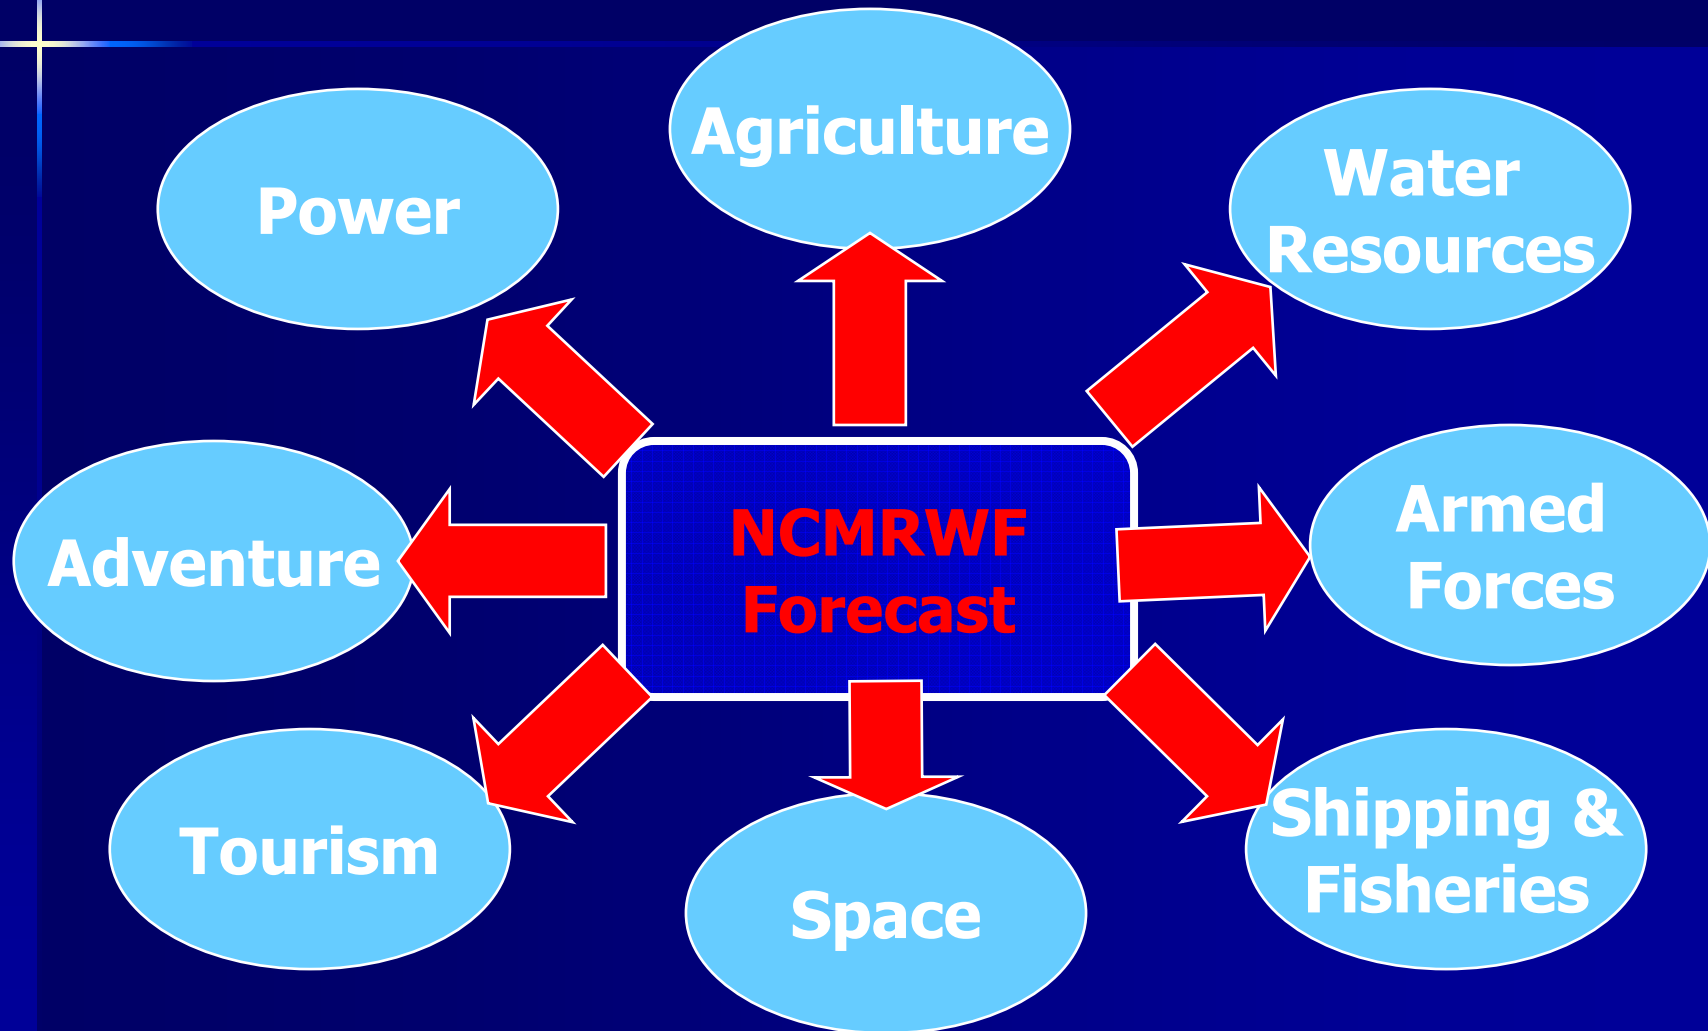 Agriculture
Power
Water
Resources
Adventure
NCMRWF
Forecast
Armed
Forces
Tourism
Space
Shipping &
Fisheries